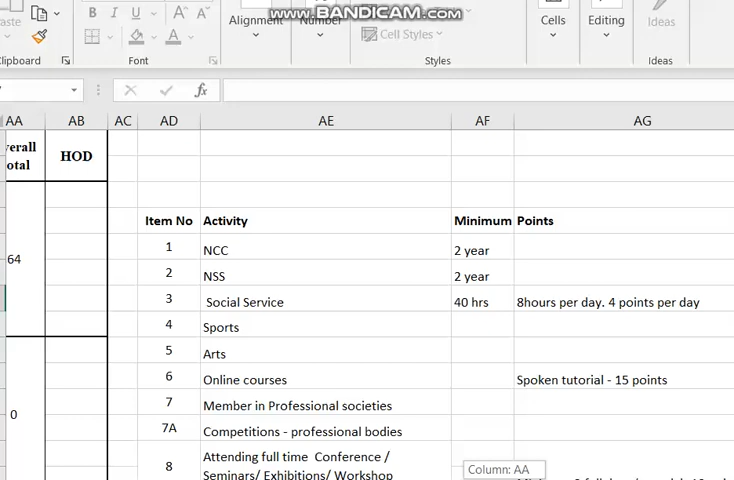 www.BANDICAM.com
aste
Alignment
Number
Cell Styles
Cells
Editing
Ideas
lipboard
Font
Styles
Ideas
fx
AA AB AC AD AE AF AG
verall
otal
HOD
Item No Activity Minimum Points
1 NCC 2 year
2 NSS 2 year
64
3 Social Service 40 hrs 8hours per day. 4 points per day
4 Sports
5 Arts
6 Online courses Spoken tutorial - 15 points
7 Member in Professional societies
0
7A Competitions - professional bodies
8 Attending full time Conference /
Seminars/ Exhibitions/ Workshop
Column: AA